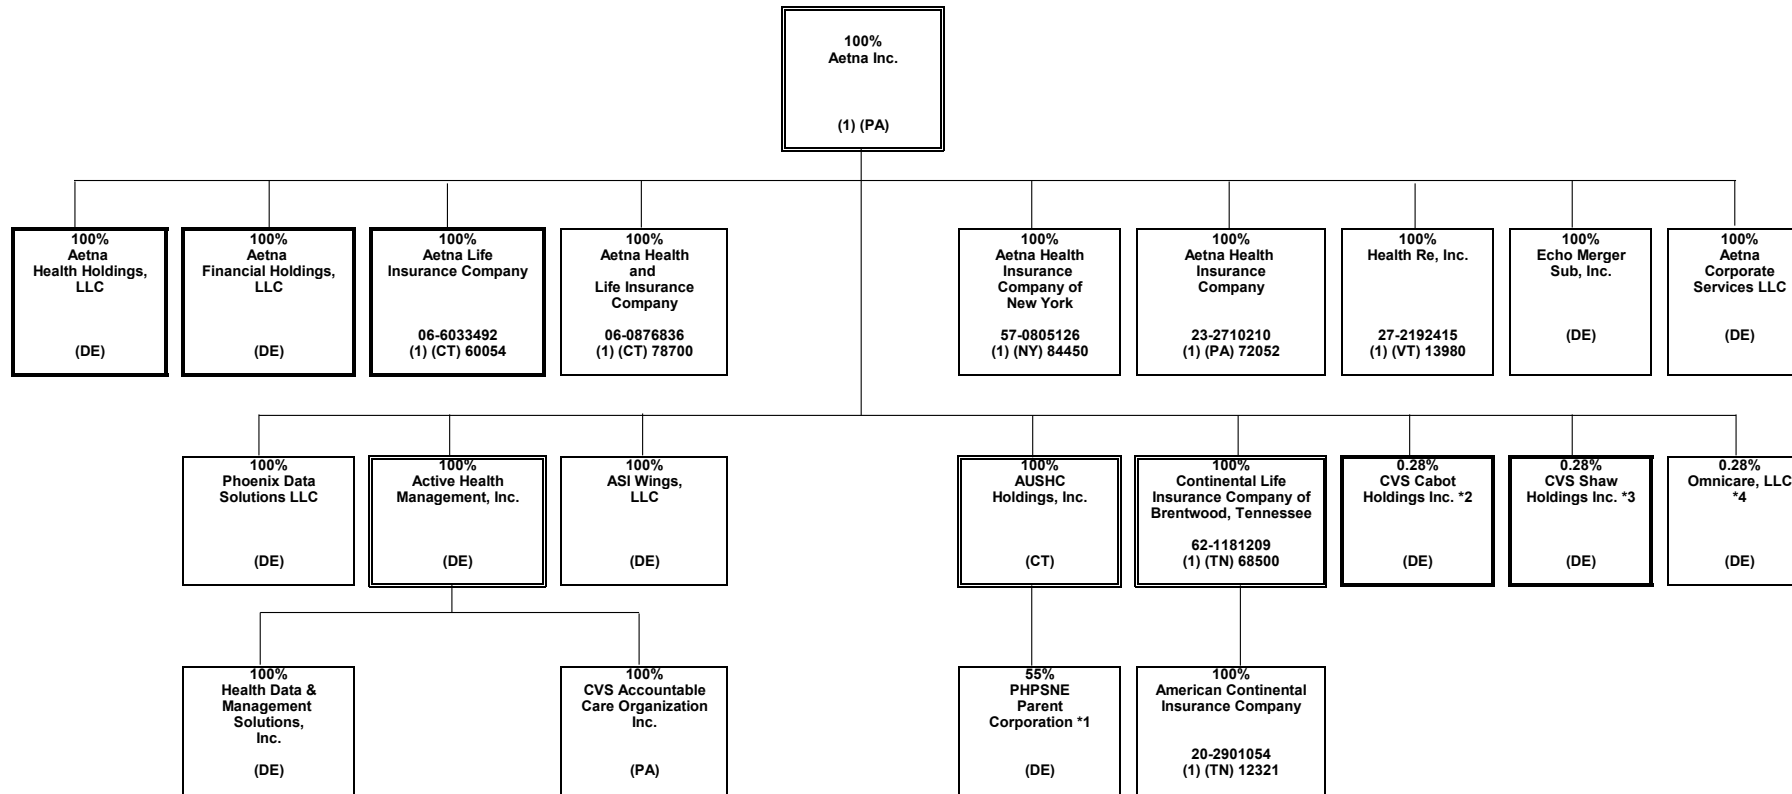 100%
Aetna Inc.
(1) (PA)
100%
Aetna
Health Holdings,
LLC
(DE)
100%
Aetna
Financial Holdings,
LLC
(DE)
100%
Aetna Life
Insurance Company
06-6033492
(1) (CT) 60054
100%
Aetna Health
and
Life Insurance
Company
06-0876836
(1) (CT) 78700
100%
Aetna Health
Insurance
Company of
New York
57-0805126
(1) (NY) 84450
100%
Aetna Health
Insurance
Company
23-2710210
(1) (PA) 72052
100%
Health Re, Inc.
27-2192415
(1) (VT) 13980
100%
Echo Merger
Sub, Inc.
(DE)
100%
Aetna
Corporate
Services LLC
(DE)
100%
Phoenix Data
Solutions LLC
(DE)
100%
Active Health
Management, Inc.
(DE)
100%
ASI Wings,
LLC
(DE)
100%
AUSHC
Holdings, Inc.
(CT)
100%
Continental Life
Insurance Company of
Brentwood, Tennessee
62-1181209
(1) (TN) 68500
0.28%
CVS Cabot
Holdings Inc. *2
(DE)
0.28%
CVS Shaw
Holdings Inc. *3
(DE)
0.28%
Omnicare, LLC
*4
(DE)
100%
Health Data &
Management
Solutions,
Inc.
(DE)
100%
CVS Accountable
Care Organization
Inc.
(PA)
55%
PHPSNE
Parent
Corporation *1
(DE)
100%
American Continental
Insurance Company
20-2901054
(1) (TN) 12321